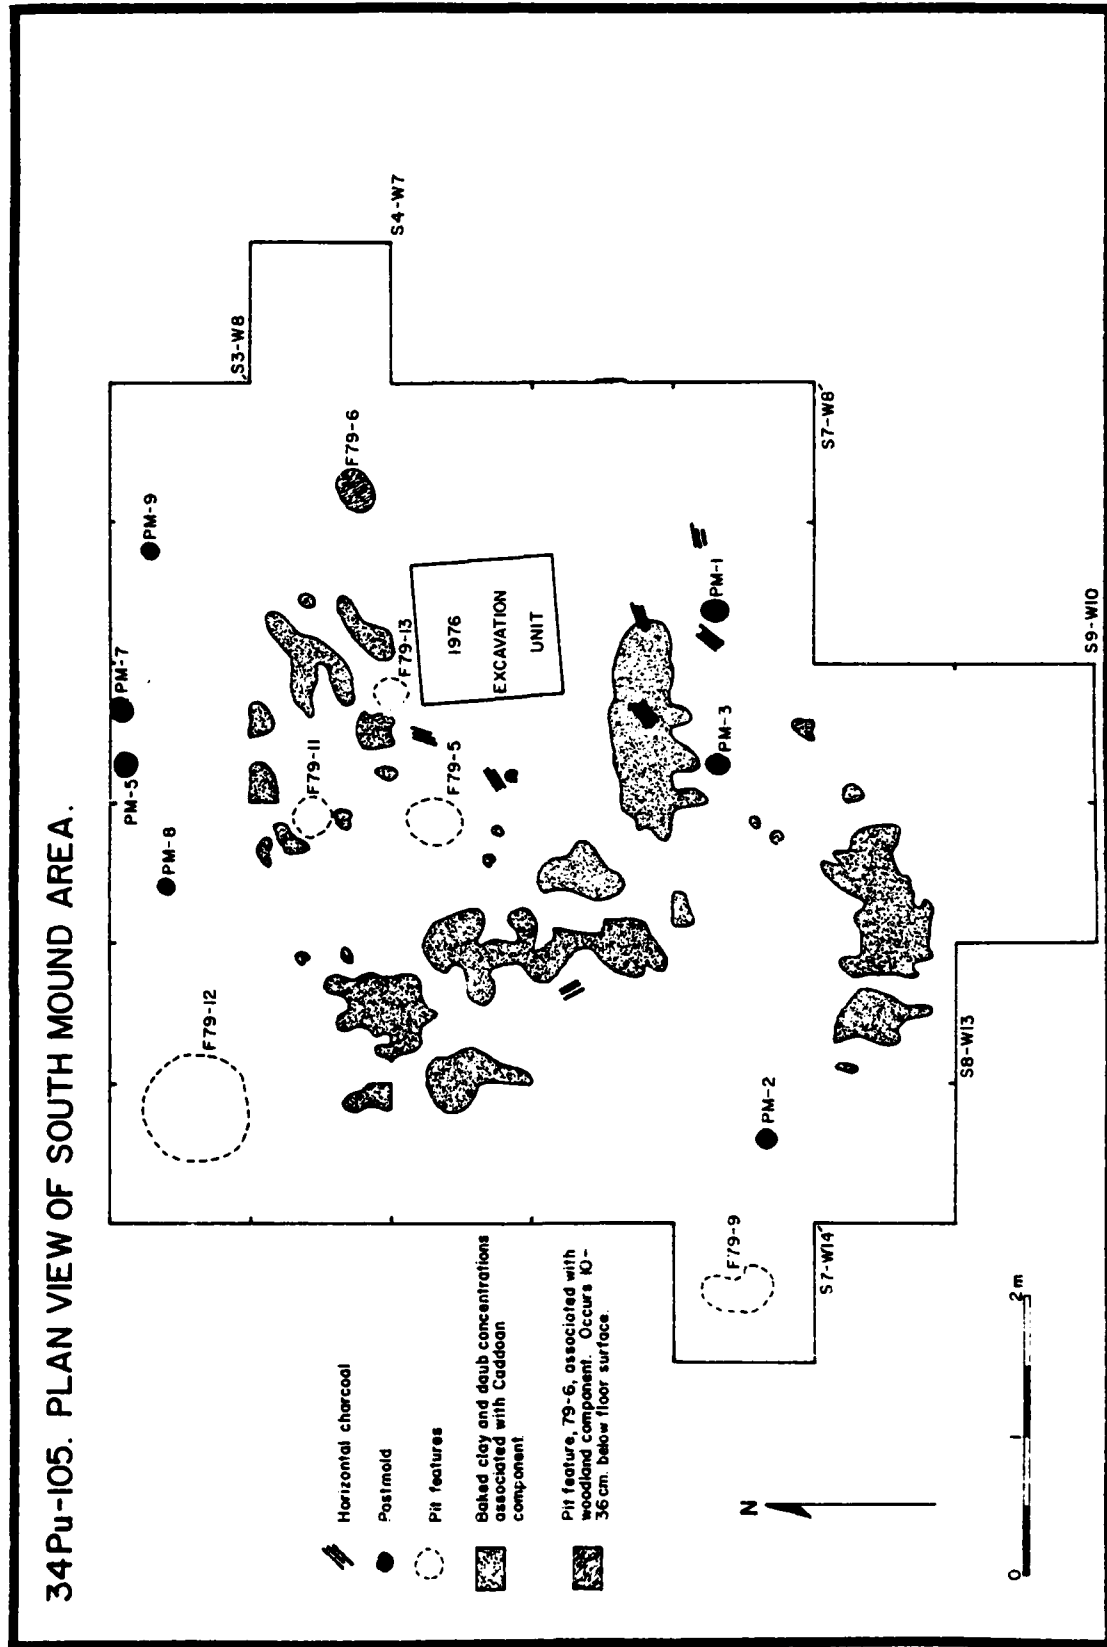 34Pu-105. PLAN VIEW OF SOUTH MOUND AREA.
F79-12
PM-8
PM-5
PM-7
PM-9
S3-W8
S4-W7
F79-11
F79-13
F79-6
F79-5
1976
EXCAVATION
UNIT
PM-3
PM-1
PM-2
F79-9
S7-W14
S7-W8
S8-W13
S9-W10
Horizontal charcoal
Postmold
Pit features
Baked clay and daub concentrations
associated with Caddoan
component.
Pit feature, 79-6, associated with
woodland component. Occurs 10-
36cm. below floor surface.
N
0
1
2m